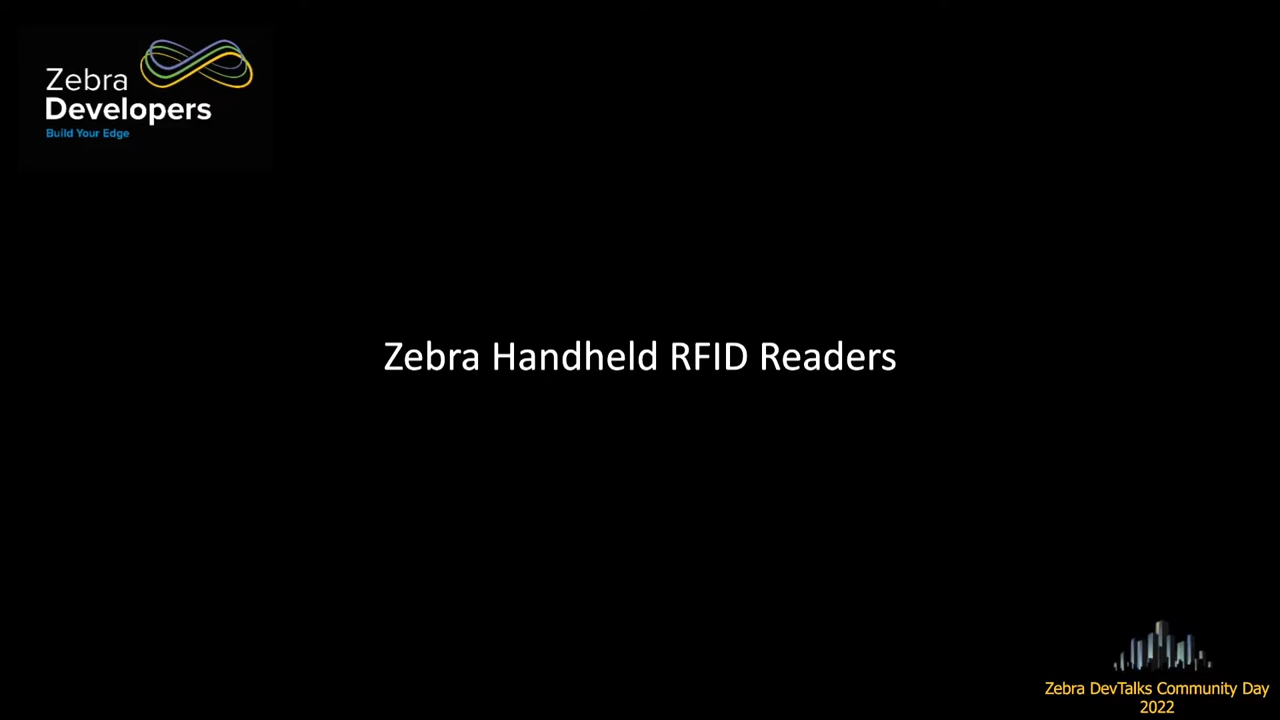 Zebra
Developers
Build Your Edge
Zebra Handheld RFID Readers
Zebra DevTalks Community Day
2022